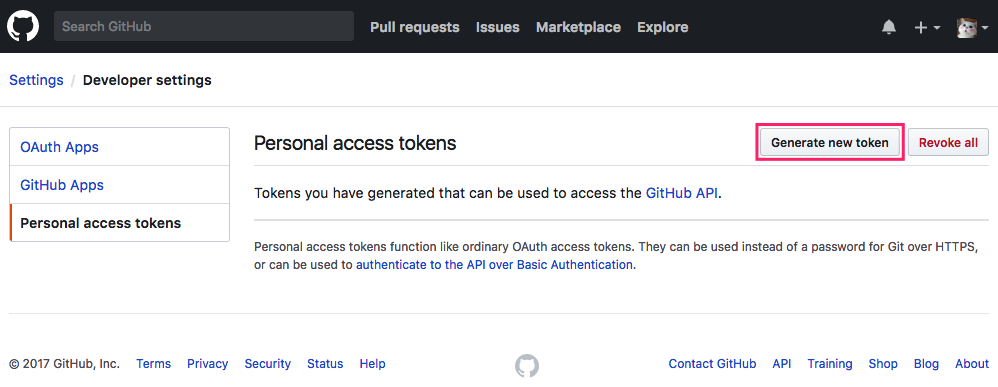 Search GitHub Pull requests Issues Marketplace Explore
Settings / Developer settings
OAuth Apps
GitHub Apps
Personal access tokens
Personal access tokens Generate new token Revoke all
Tokens you have generated that can be used to access the GitHub API.
Personal access tokens function like ordinary OAuth access tokens. They can be used instead of a password for Git over HTTPS,
or can be used to authenticate to the API over Basic Authentication.
© 2017 GitHub, Inc. Terms Privacy Security Status Help Contact GitHub API Training Shop Blog About